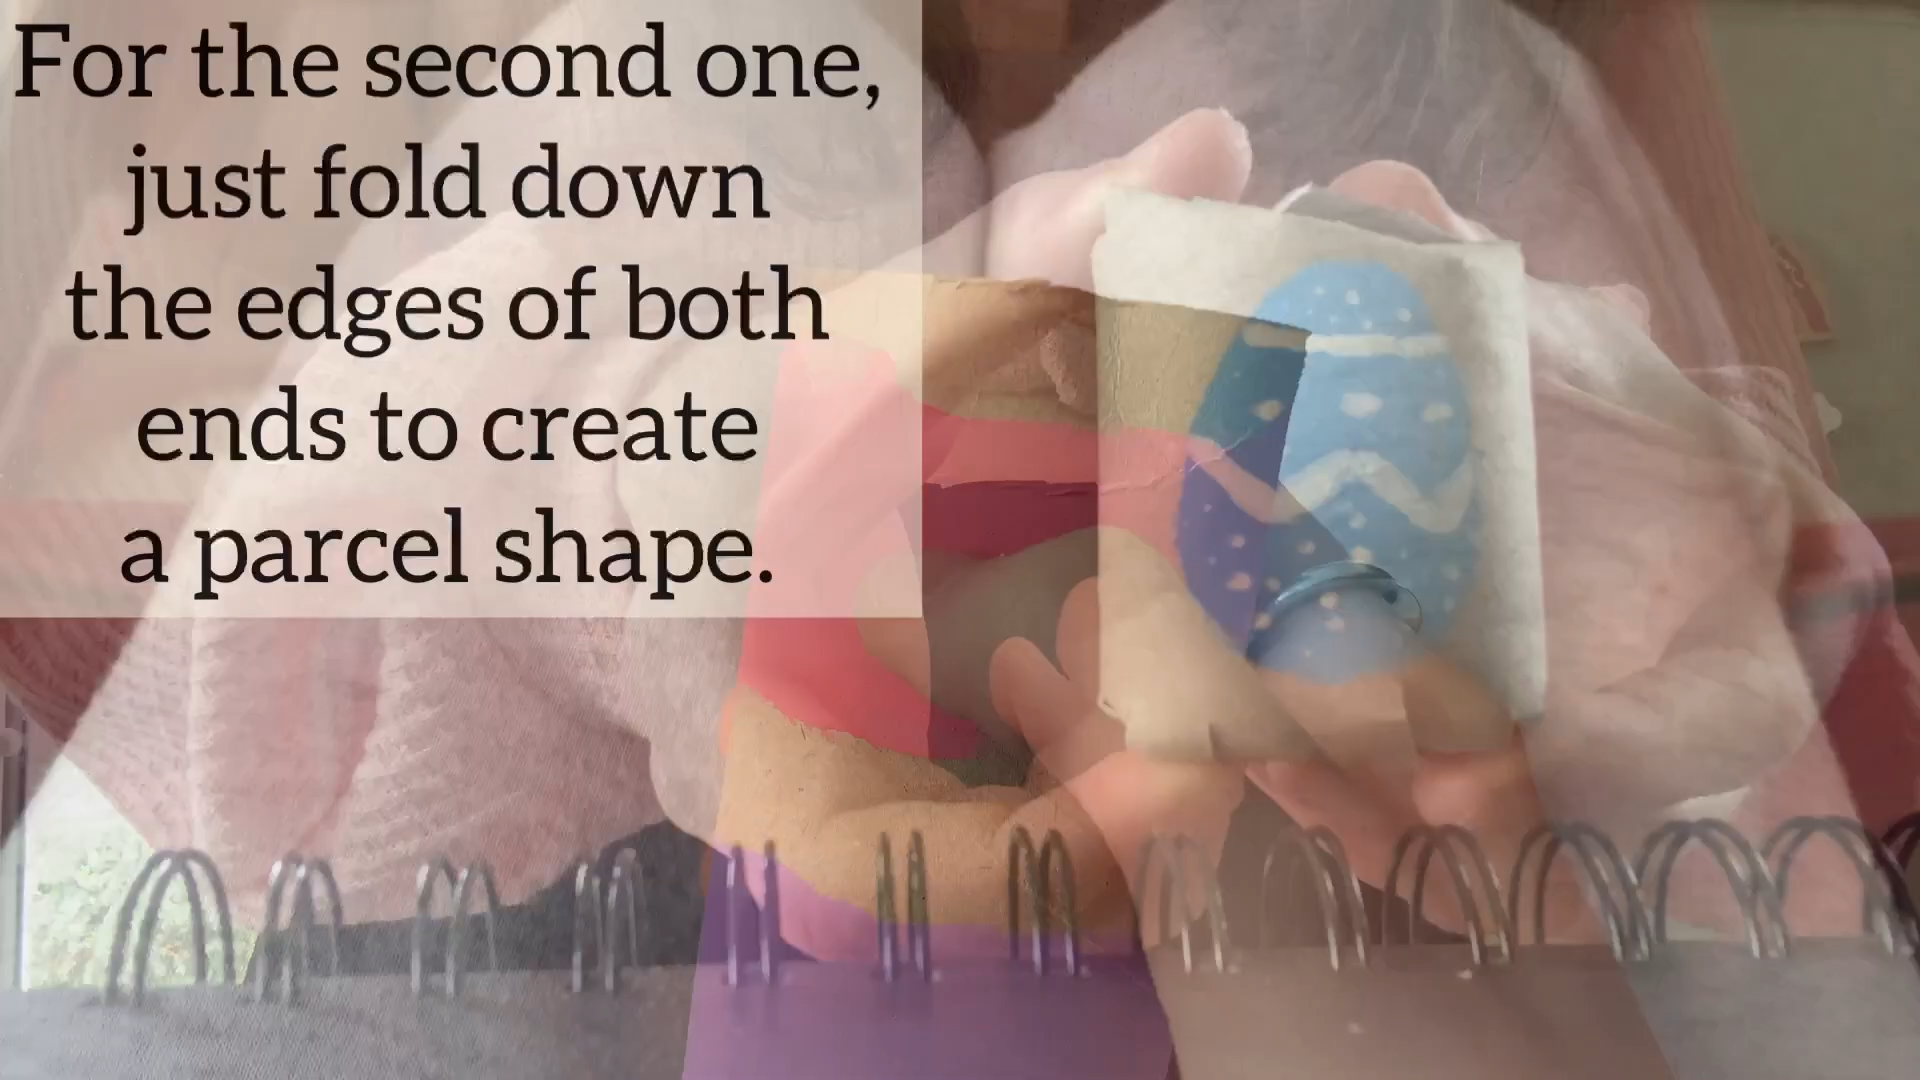 For the second one,
just fold down
the edges of both
ends to create
a parcel shape.